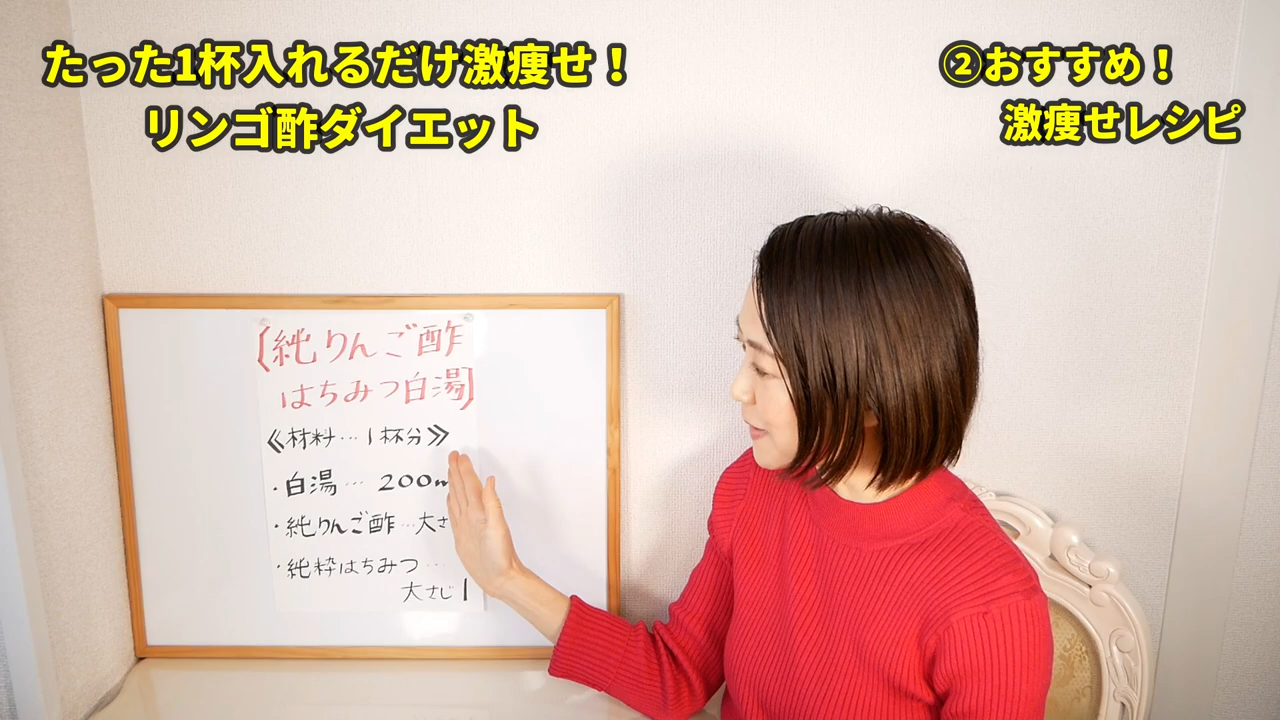 たった1杯入れるだけ激痩せ！
リンゴ酢ダイエット
②おすすめ！
激痩せレシピ
〔純りんご酢
はちみつ白湯〕
《材料…1杯分》
・白湯…200m
・純りんご酢…大さ
・純粋はちみつ…
大さじ1